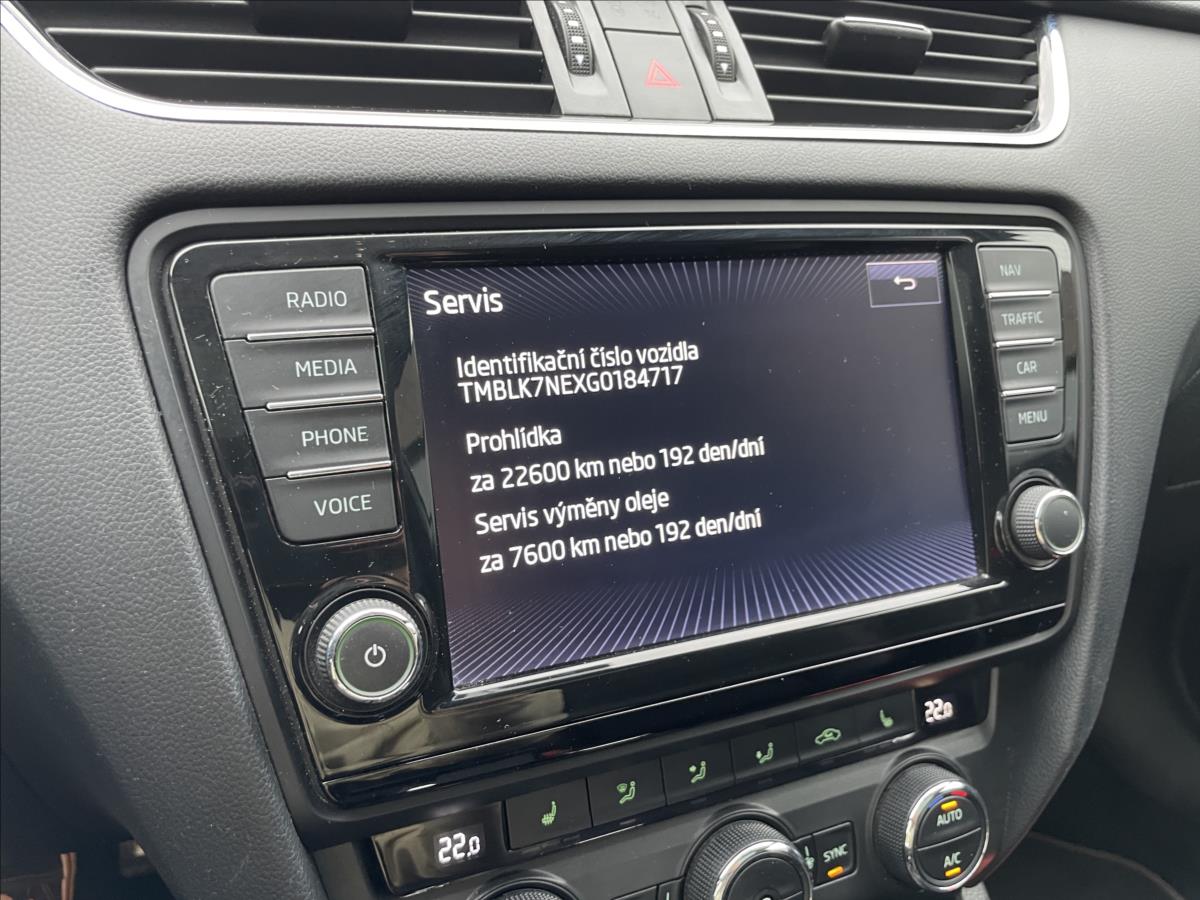 Servis
Identifikační číslo vozidla
TMBLK7NEXG0184717
Prohlídka
za 22600 km nebo 192 den/dní
Servis výměny oleje
za 7600 km nebo 192 den/dní
RADIO
MEDIA
PHONE
VOICE
NAV
TRAFFIC
CAR
MENU
22.0
22.0
SYNC
AUTO
A/C